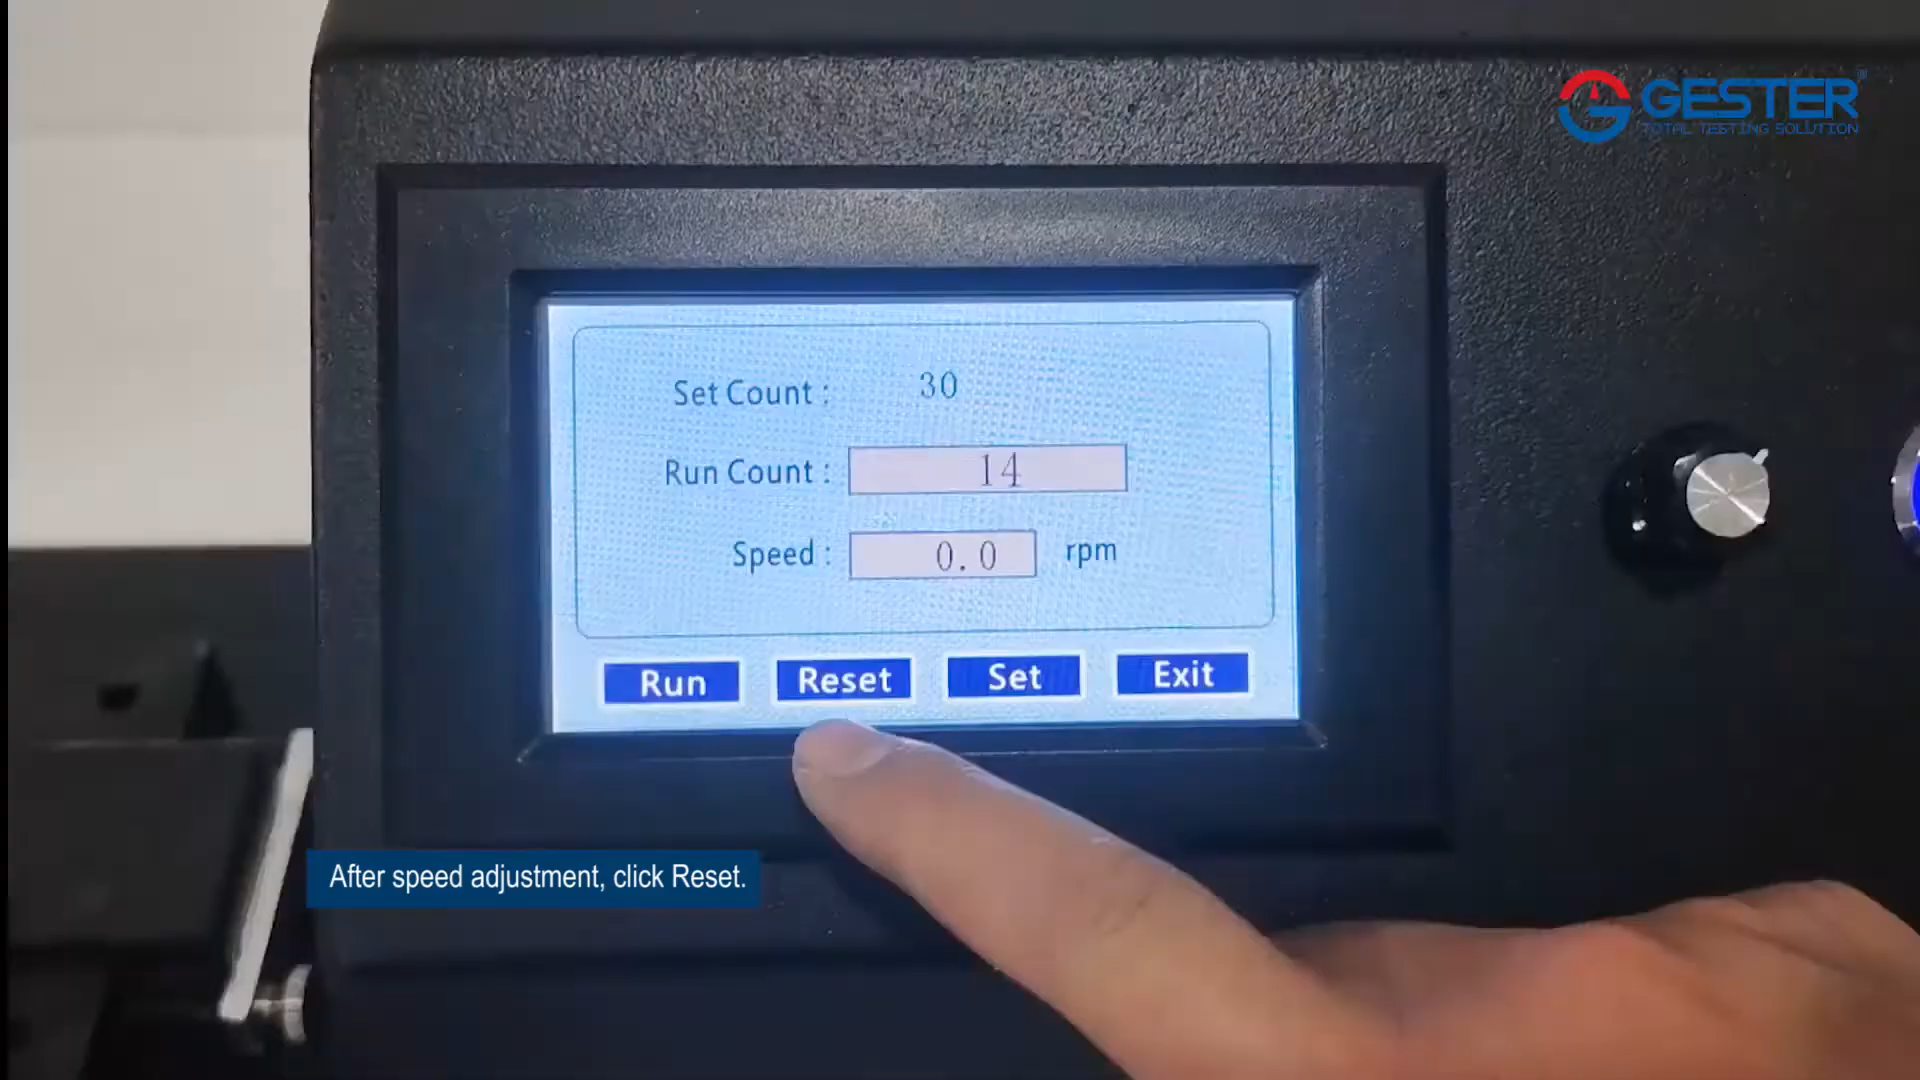 GESTER®
TOTAL TESTING SOLUTION
Set Count : 30
Run Count : 14
Speed : 0.0 rpm
Run Reset Set Exit
After speed adjustment, click Reset.